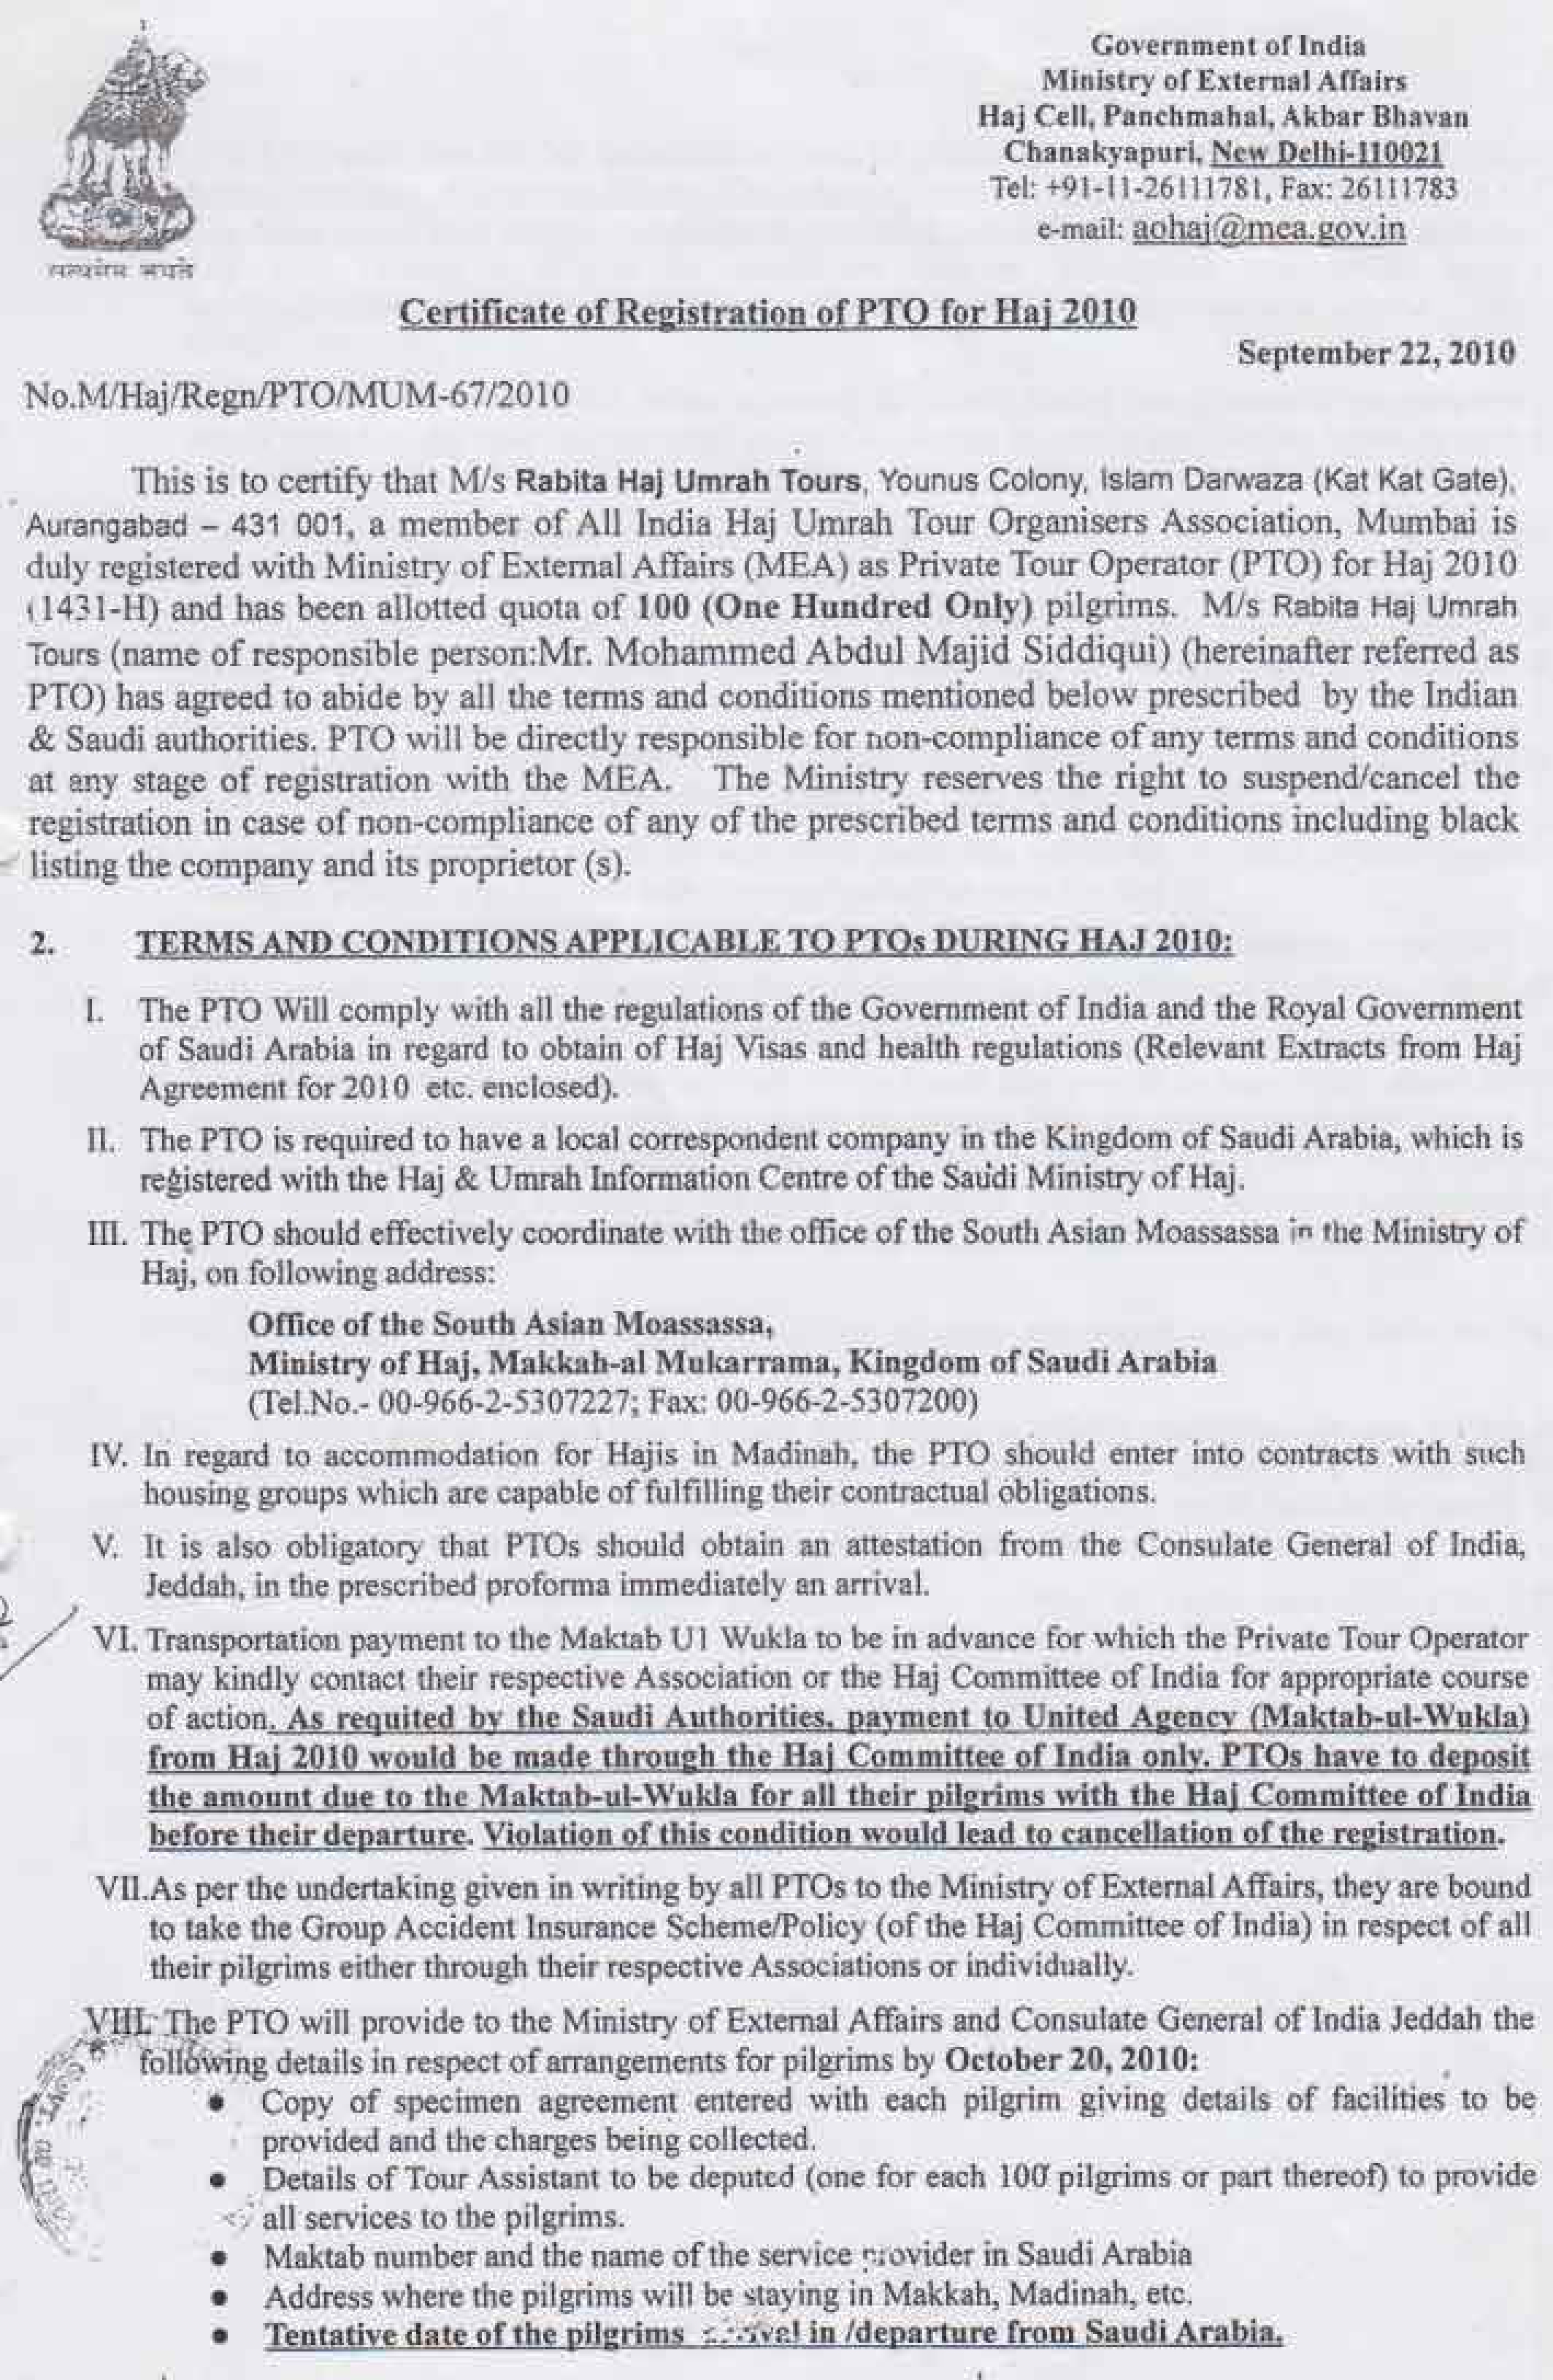 Government of India
Ministry of External Affairs
Haj Cell, Panchmahal, Akbar Bhavan
Chanakyapuri, New Delhi-110021
Tel: +91-11-26111781, Fax: 26111783
e-mail: aohaj@mea.gov.in
सत्यमेव जयते
Certificate of Registration of PTO for Haj 2010
September 22, 2010
No.M/Haj/Regn/PTO/MUM-67/2010
This is to certify that M/s Rabita Haj Umrah Tours, Younus Colony, Islam Darwaza (Kat Kat Gate),
Aurangabad – 431 001, a member of All India Haj Umrah Tour Organisers Association, Mumbai is
duly registered with Ministry of External Affairs (MEA) as Private Tour Operator (PTO) for Haj 2010
(1431-H) and has been allotted quota of 100 (One Hundred Only) pilgrims. M/s Rabita Haj Umrah
Tours (name of responsible person:Mr. Mohammed Abdul Majid Siddiqui) (hereinafter referred as
PTO) has agreed to abide by all the terms and conditions mentioned below prescribed by the Indian
& Saudi authorities. PTO will be directly responsible for non-compliance of any terms and conditions
at any stage of registration with the MEA. The Ministry reserves the right to suspend/cancel the
registration in case of non-compliance of any of the prescribed terms and conditions including black
listing the company and its proprietor (s).
2. TERMS AND CONDITIONS APPLICABLE TO PTOs DURING HAJ 2010:
I. The PTO Will comply with all the regulations of the Government of India and the Royal Government
of Saudi Arabia in regard to obtain of Haj Visas and health regulations (Relevant Extracts from Haj
Agreement for 2010 etc. enclosed).
II. The PTO is required to have a local correspondent company in the Kingdom of Saudi Arabia, which is
registered with the Haj & Umrah Information Centre of the Saudi Ministry of Haj.
III. The PTO should effectively coordinate with the office of the South Asian Moassassa in the Ministry of
Haj, on following address:
Office of the South Asian Moassassa,
Ministry of Haj, Makkah-al Mukarrama, Kingdom of Saudi Arabia
(Tel.No.- 00-966-2-5307227; Fax: 00-966-2-5307200)
IV. In regard to accommodation for Hajis in Madinah, the PTO should enter into contracts with such
housing groups which are capable of fulfilling their contractual obligations.
V. It is also obligatory that PTOs should obtain an attestation from the Consulate General of India,
Jeddah, in the prescribed proforma immediately an arrival.
VI. Transportation payment to the Maktab U1 Wukla to be in advance for which the Private Tour Operator
may kindly contact their respective Association or the Haj Committee of India for appropriate course
of action. As requited by the Saudi Authorities, payment to United Agency (Maktab-ul-Wukla)
from Haj 2010 would be made through the Haj Committee of India only. PTOs have to deposit
the amount due to the Maktab-ul-Wukla for all their pilgrims with the Haj Committee of India
before their departure. Violation of this condition would lead to cancellation of the registration.
VII.As per the undertaking given in writing by all PTOs to the Ministry of External Affairs, they are bound
to take the Group Accident Insurance Scheme/Policy (of the Haj Committee of India) in respect of all
their pilgrims either through their respective Associations or individually.
VIII. The PTO will provide to the Ministry of External Affairs and Consulate General of India Jeddah the
following details in respect of arrangements for pilgrims by October 20, 2010:
• Copy of specimen agreement entered with each pilgrim giving details of facilities to be
provided and the charges being collected.
• Details of Tour Assistant to be deputed (one for each 100 pilgrims or part thereof) to provide
all services to the pilgrims.
• Maktab number and the name of the service provider in Saudi Arabia
• Address where the pilgrims will be staying in Makkah, Madinah, etc.
• Tentative date of the pilgrims arrival in /departure from Saudi Arabia.